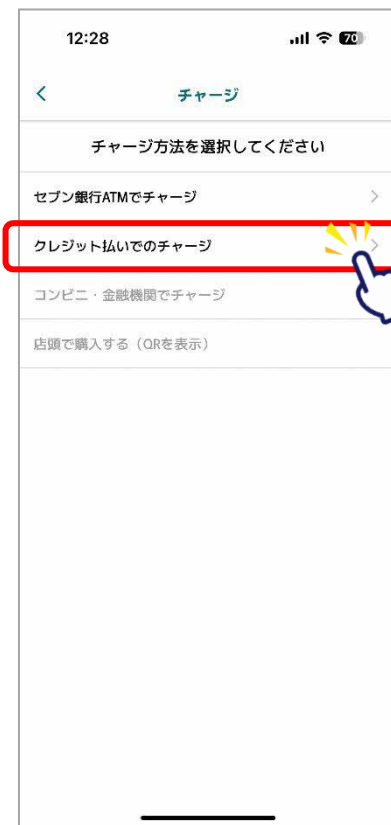 12:28
70
チャージ
チャージ方法を選択してください
セブン銀行ATMでチャージ
クレジット払いでのチャージ
コンビニ・金融機関でチャージ
店頭で購入する（QRを表示）